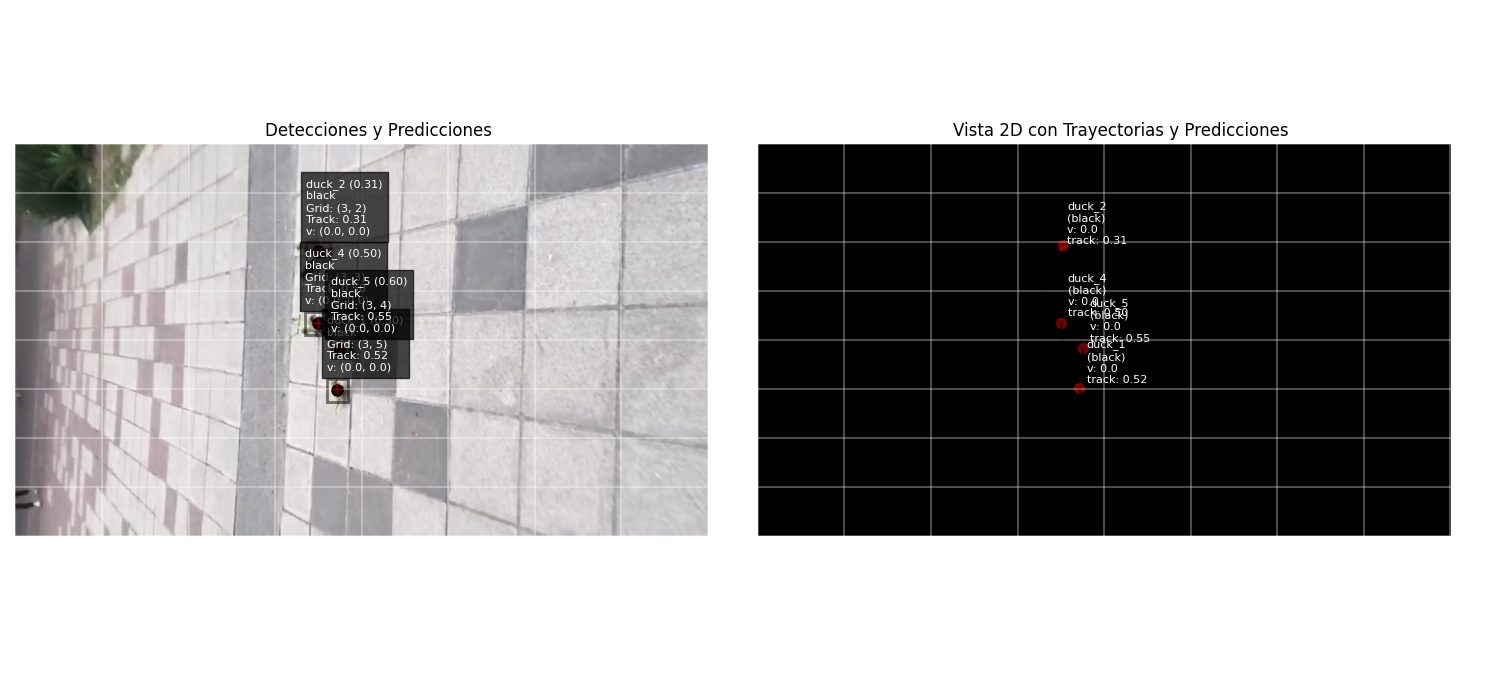 Detecciones y Predicciones
duck_2 (0.31)
black
Grid: (3, 2)
Track: 0.31
v: (0.0, 0.0)
duck_4 (0.50)
black
duck_5 (0.60)
black
Grid: (3, 4)
Track: 0.55
v: (0.0, 0.0)
black
Grid: (3, 5)
Track: 0.52
v: (0.0, 0.0)
Vista 2D con Trayectorias y Predicciones
duck_2
(black)
v: 0.0
track: 0.31
duck_4
(black)
v: 0.0
track: 0.50
duck_5
(black)
v: 0.0
track: 0.55
duck_1
(black)
v: 0.0
track: 0.52